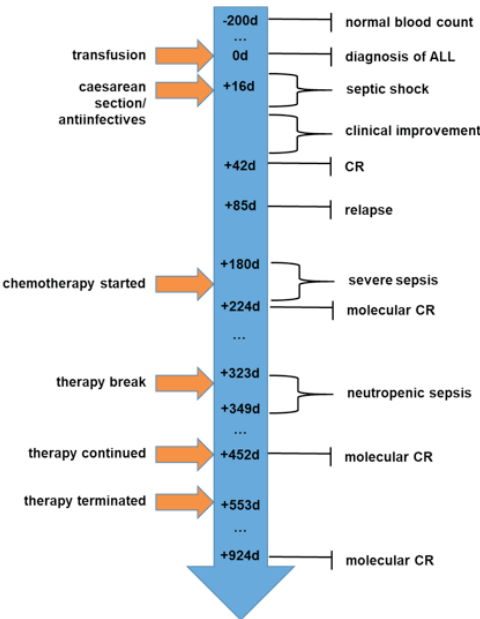 -200d normal blood count
...
transfusion 0d diagnosis of ALL
caesarean
section/
antiinfectives
+16d septic shock
clinical improvement
+42d CR
+85d relapse
+180d
severe sepsis
chemotherapy started
+224d molecular CR
...
+323d
therapy break
neutropenic sepsis
+349d
...
therapy continued +452d molecular CR
therapy terminated
+553d
...
+924d molecular CR